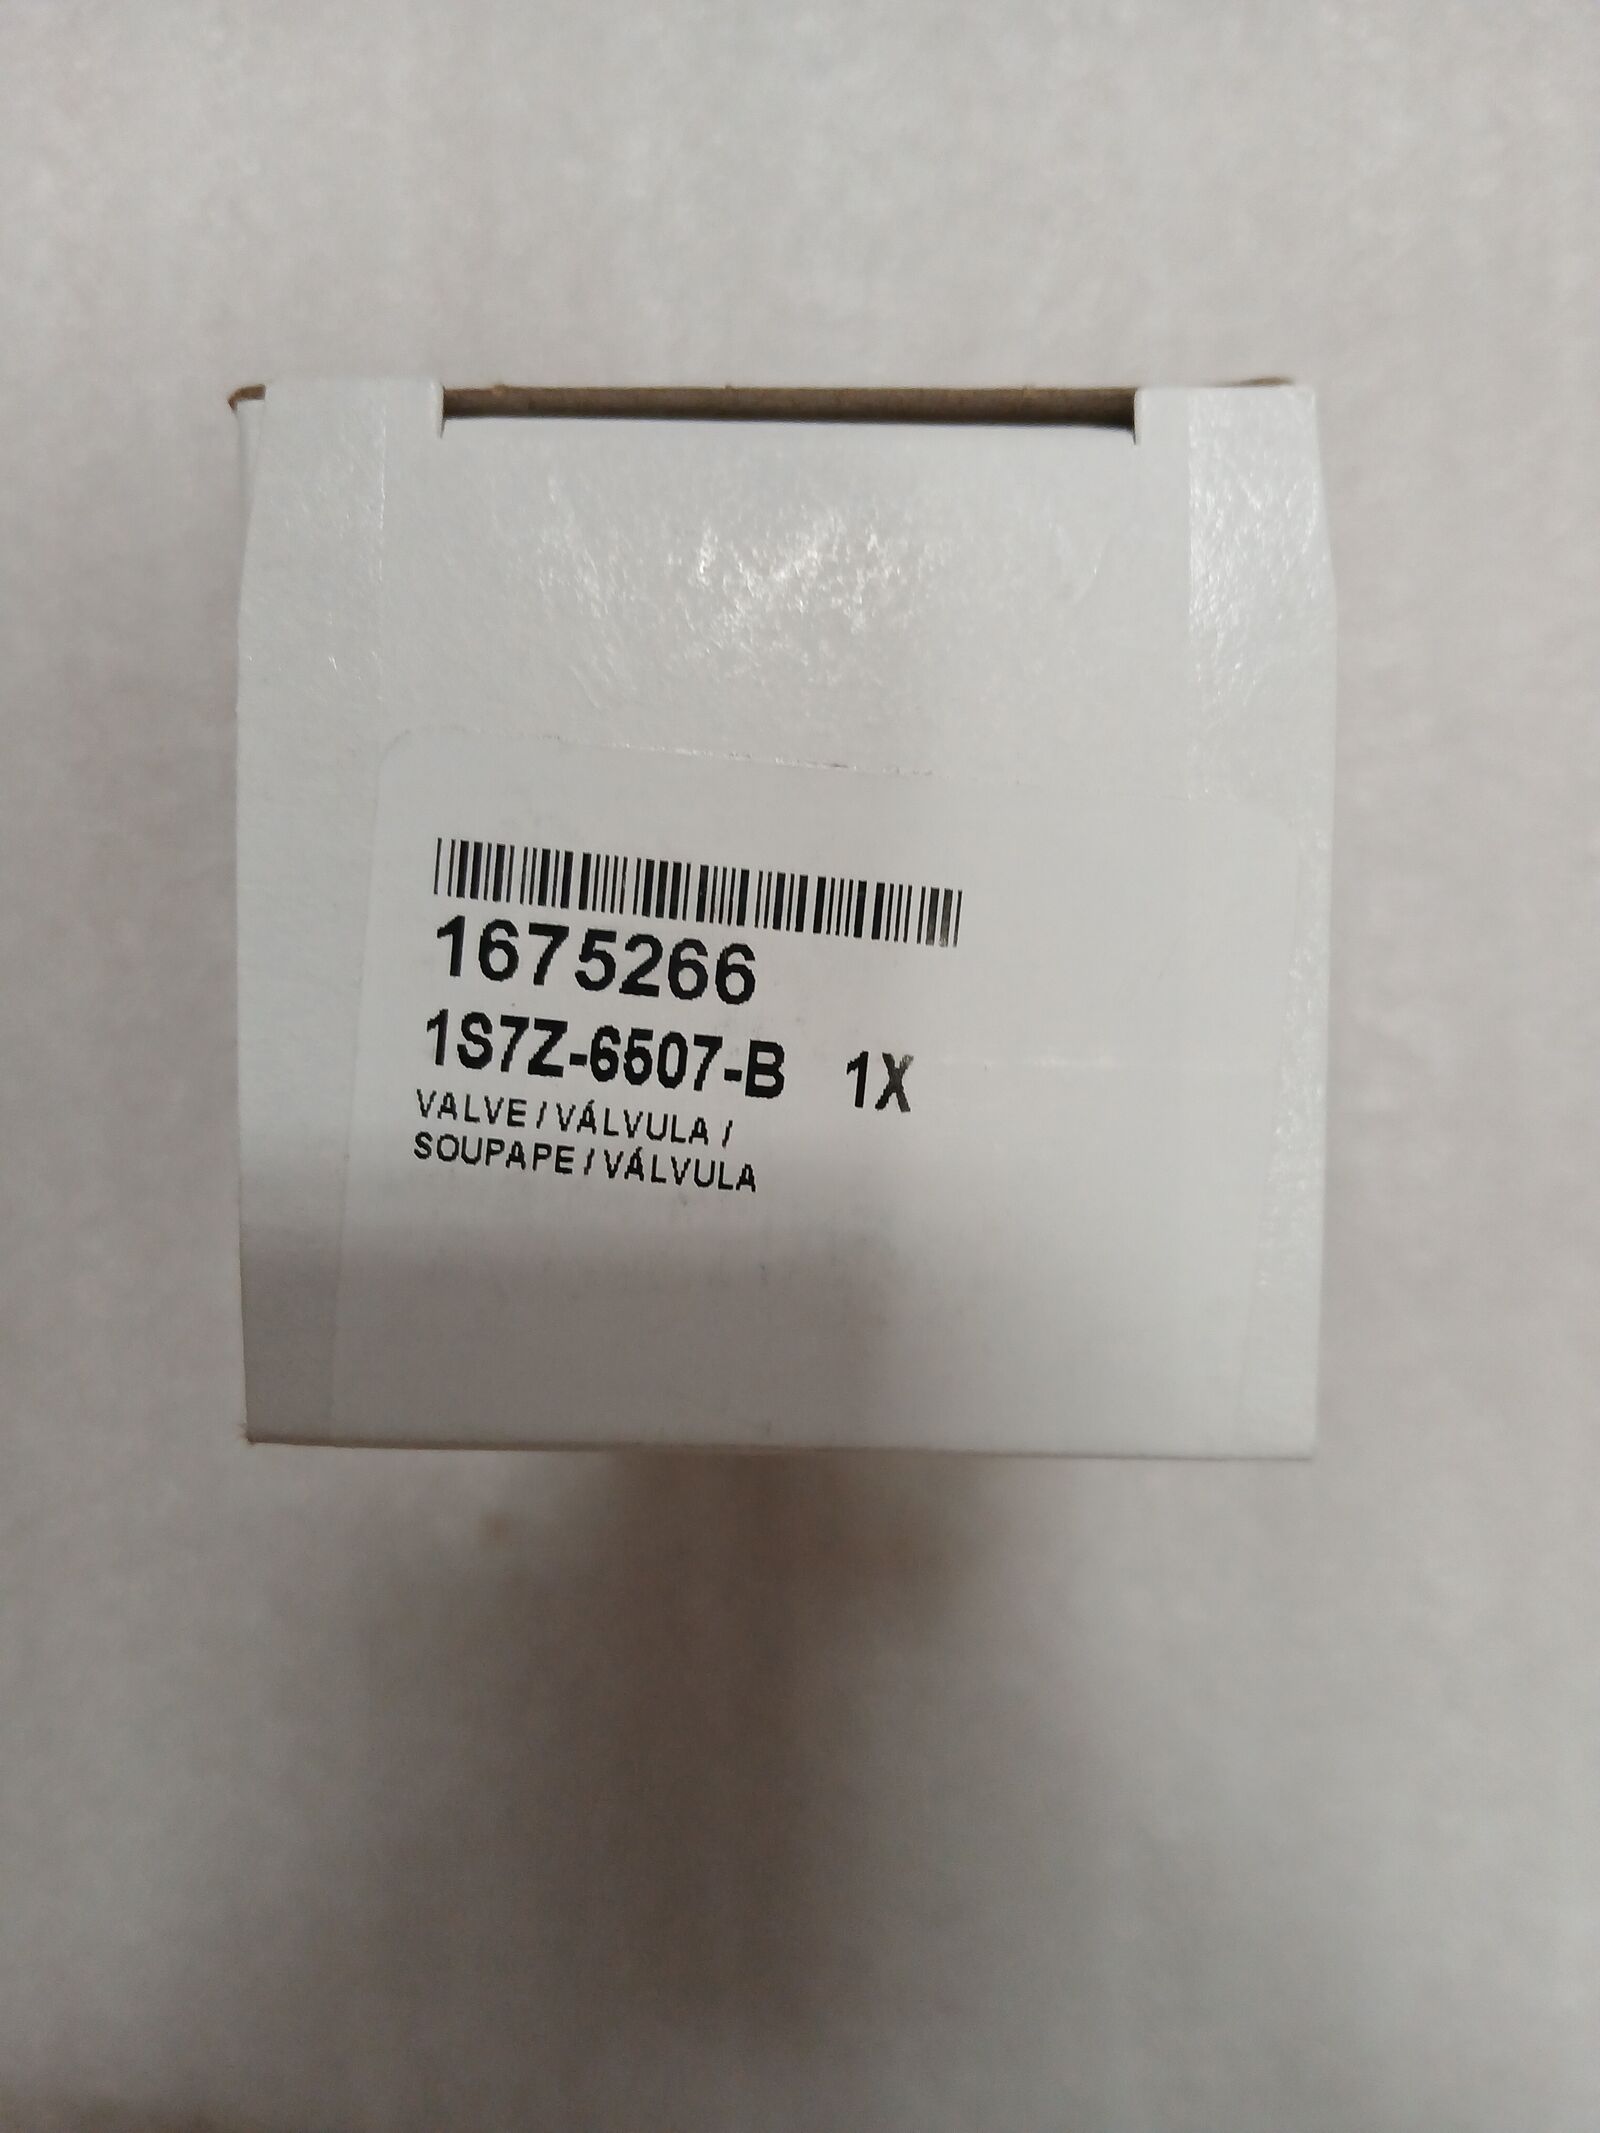 1675266
1S7Z-6507-B 1X
VALVE / VÁLVULA /
SOUPAPE / VÁLVULA